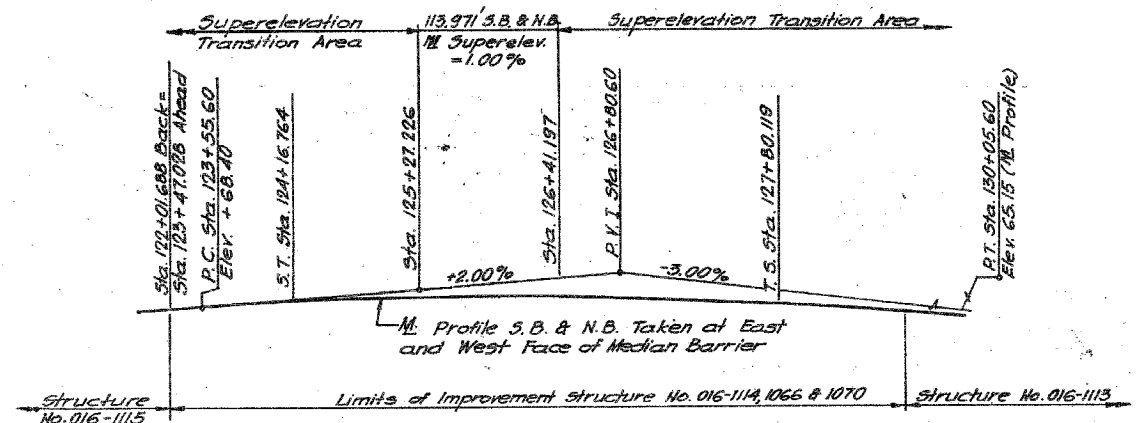 Superelevation
Transition Area
113.971' S.B. & N.B.
Superelev.
=1.00%
Superelevation Transition Area
Sta. 122+01.688 Back=
Sta. 123+47.028 Ahead
P.C. Sta. 123+55.60
Elev. +68.40
S.T. Sta. 124+16.764
Sta. 125+27.226
Sta. 126+41.197
P.V.I. Sta. 126+80.60
T.S. Sta. 127+80.119
P.T. Sta. 130+05.60
Elev. 65.15 (M Profile)
+2.00%
-3.00%
M Profile S.B. & N.B. Taken at East
and West Face of Median Barrier
Structure
No. 016-1115
Limits of Improvement Structure No. 016-1114, 1066 & 1070
Structure No. 016-1113